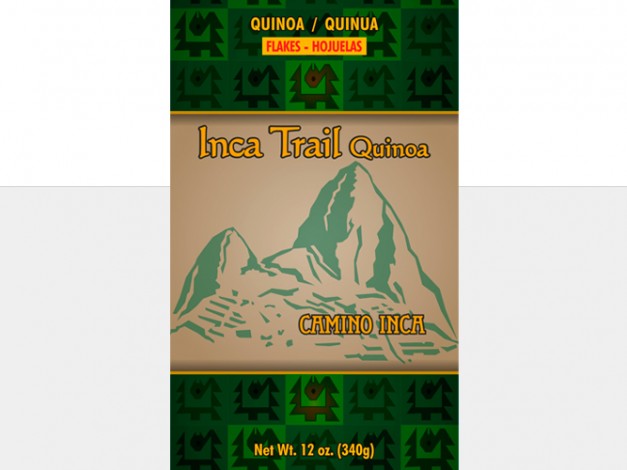 QUINOA / QUINUA
FLAKES - HOJUELAS
Inca Trail Quinoa
CAMINO INCA
Net Wt. 12 oz. (340g)